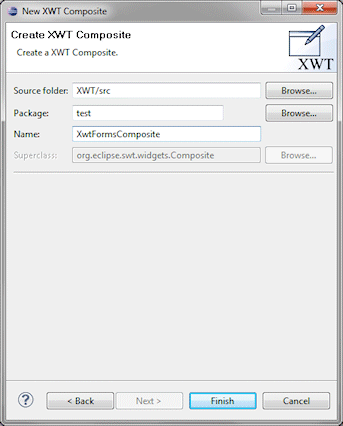 New XWT Composite
Create XWT Composite
Create a XWT Composite.
XWT
Source folder: XWT/src Browse...
Package: test Browse...
Name: XwtFormsComposite
Superclass: org.eclipse.swt.widgets.Composite Browse...
? < Back Next > Finish Cancel